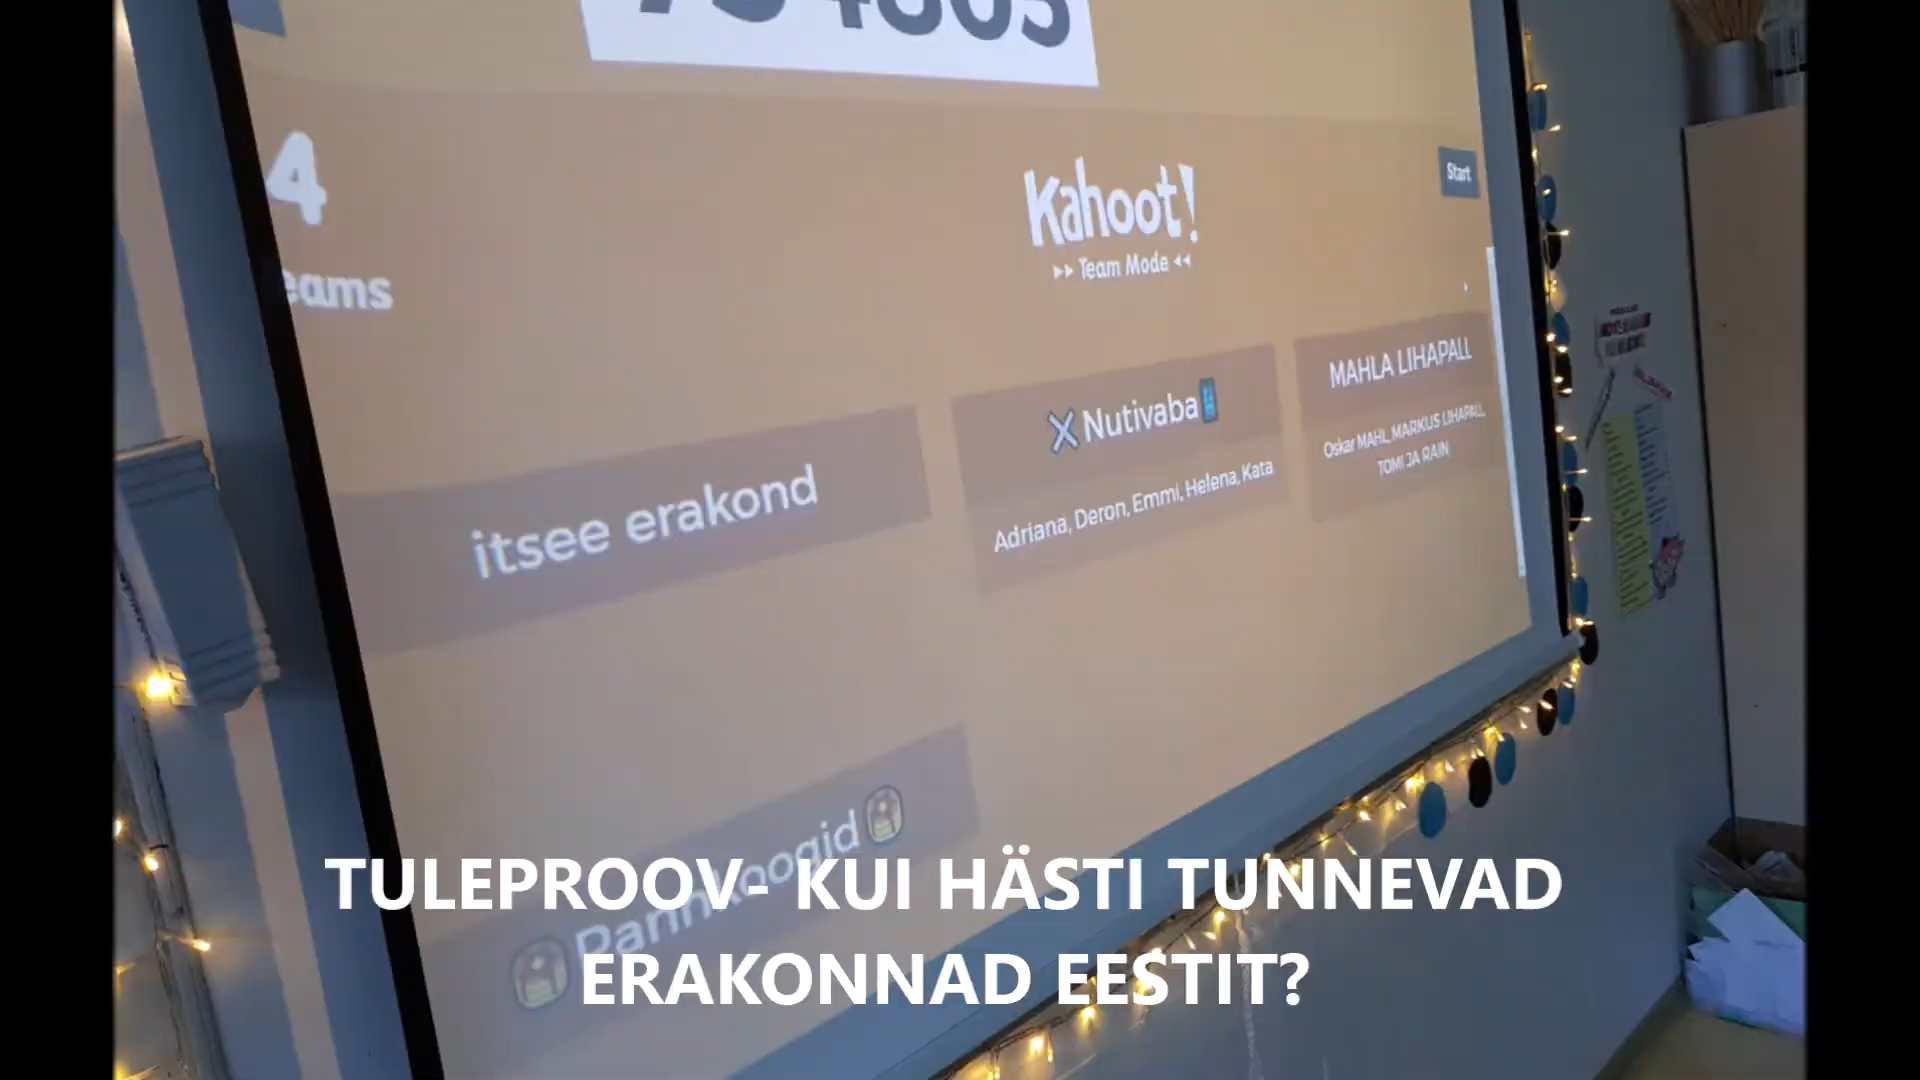 4
Kahoot!
Team Mode
Start
itsee erakond
Nutivaba
Adriana, Deron, Emmi, Helena, Kata
MAHLA LIHAPALL
Oskar MAHL, MARKUS LIHAPALL,
TOMI JA RAIN
Pannkoogid
TULEPROOV- KUI HÄSTI TUNNEVAD
ERAKONNAD EESTIT?